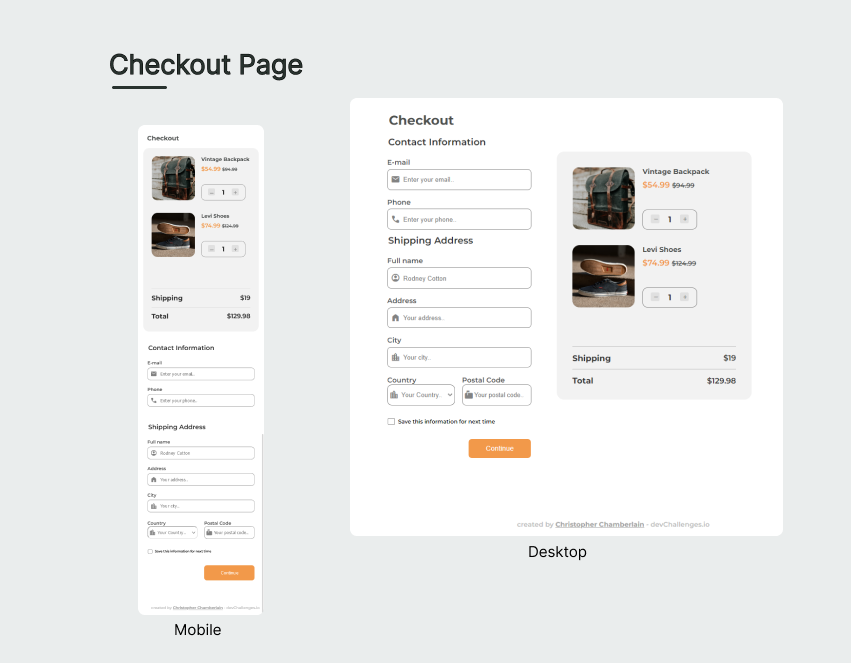 Checkout Page
Checkout
Vintage Backpack
$54.99 $94.99
1
Levi Shoes
$74.99 $124.99
1
Shipping $19
Total $129.98
Contact Information
E-mail
Enter your email..
Phone
Enter your phone..
Shipping Address
Full name
Rodney Cotton
Address
Your address..
City
Your city..
Country Postal Code
Your Country.. Your postal code..
Save this information for next time
Continue
created by Christopher Chamberlain - devChallenges.io
Mobile
Checkout
Contact Information
E-mail
Enter your email..
Phone
Enter your phone..
Shipping Address
Full name
Rodney Cotton
Address
Your address..
City
Your city..
Country Postal Code
Your Country.. Your postal code..
Save this information for next time
Continue
Vintage Backpack
$54.99 $94.99
1
Levi Shoes
$74.99 $124.99
1
Shipping $19
Total $129.98
created by Christopher Chamberlain - devChallenges.io
Desktop